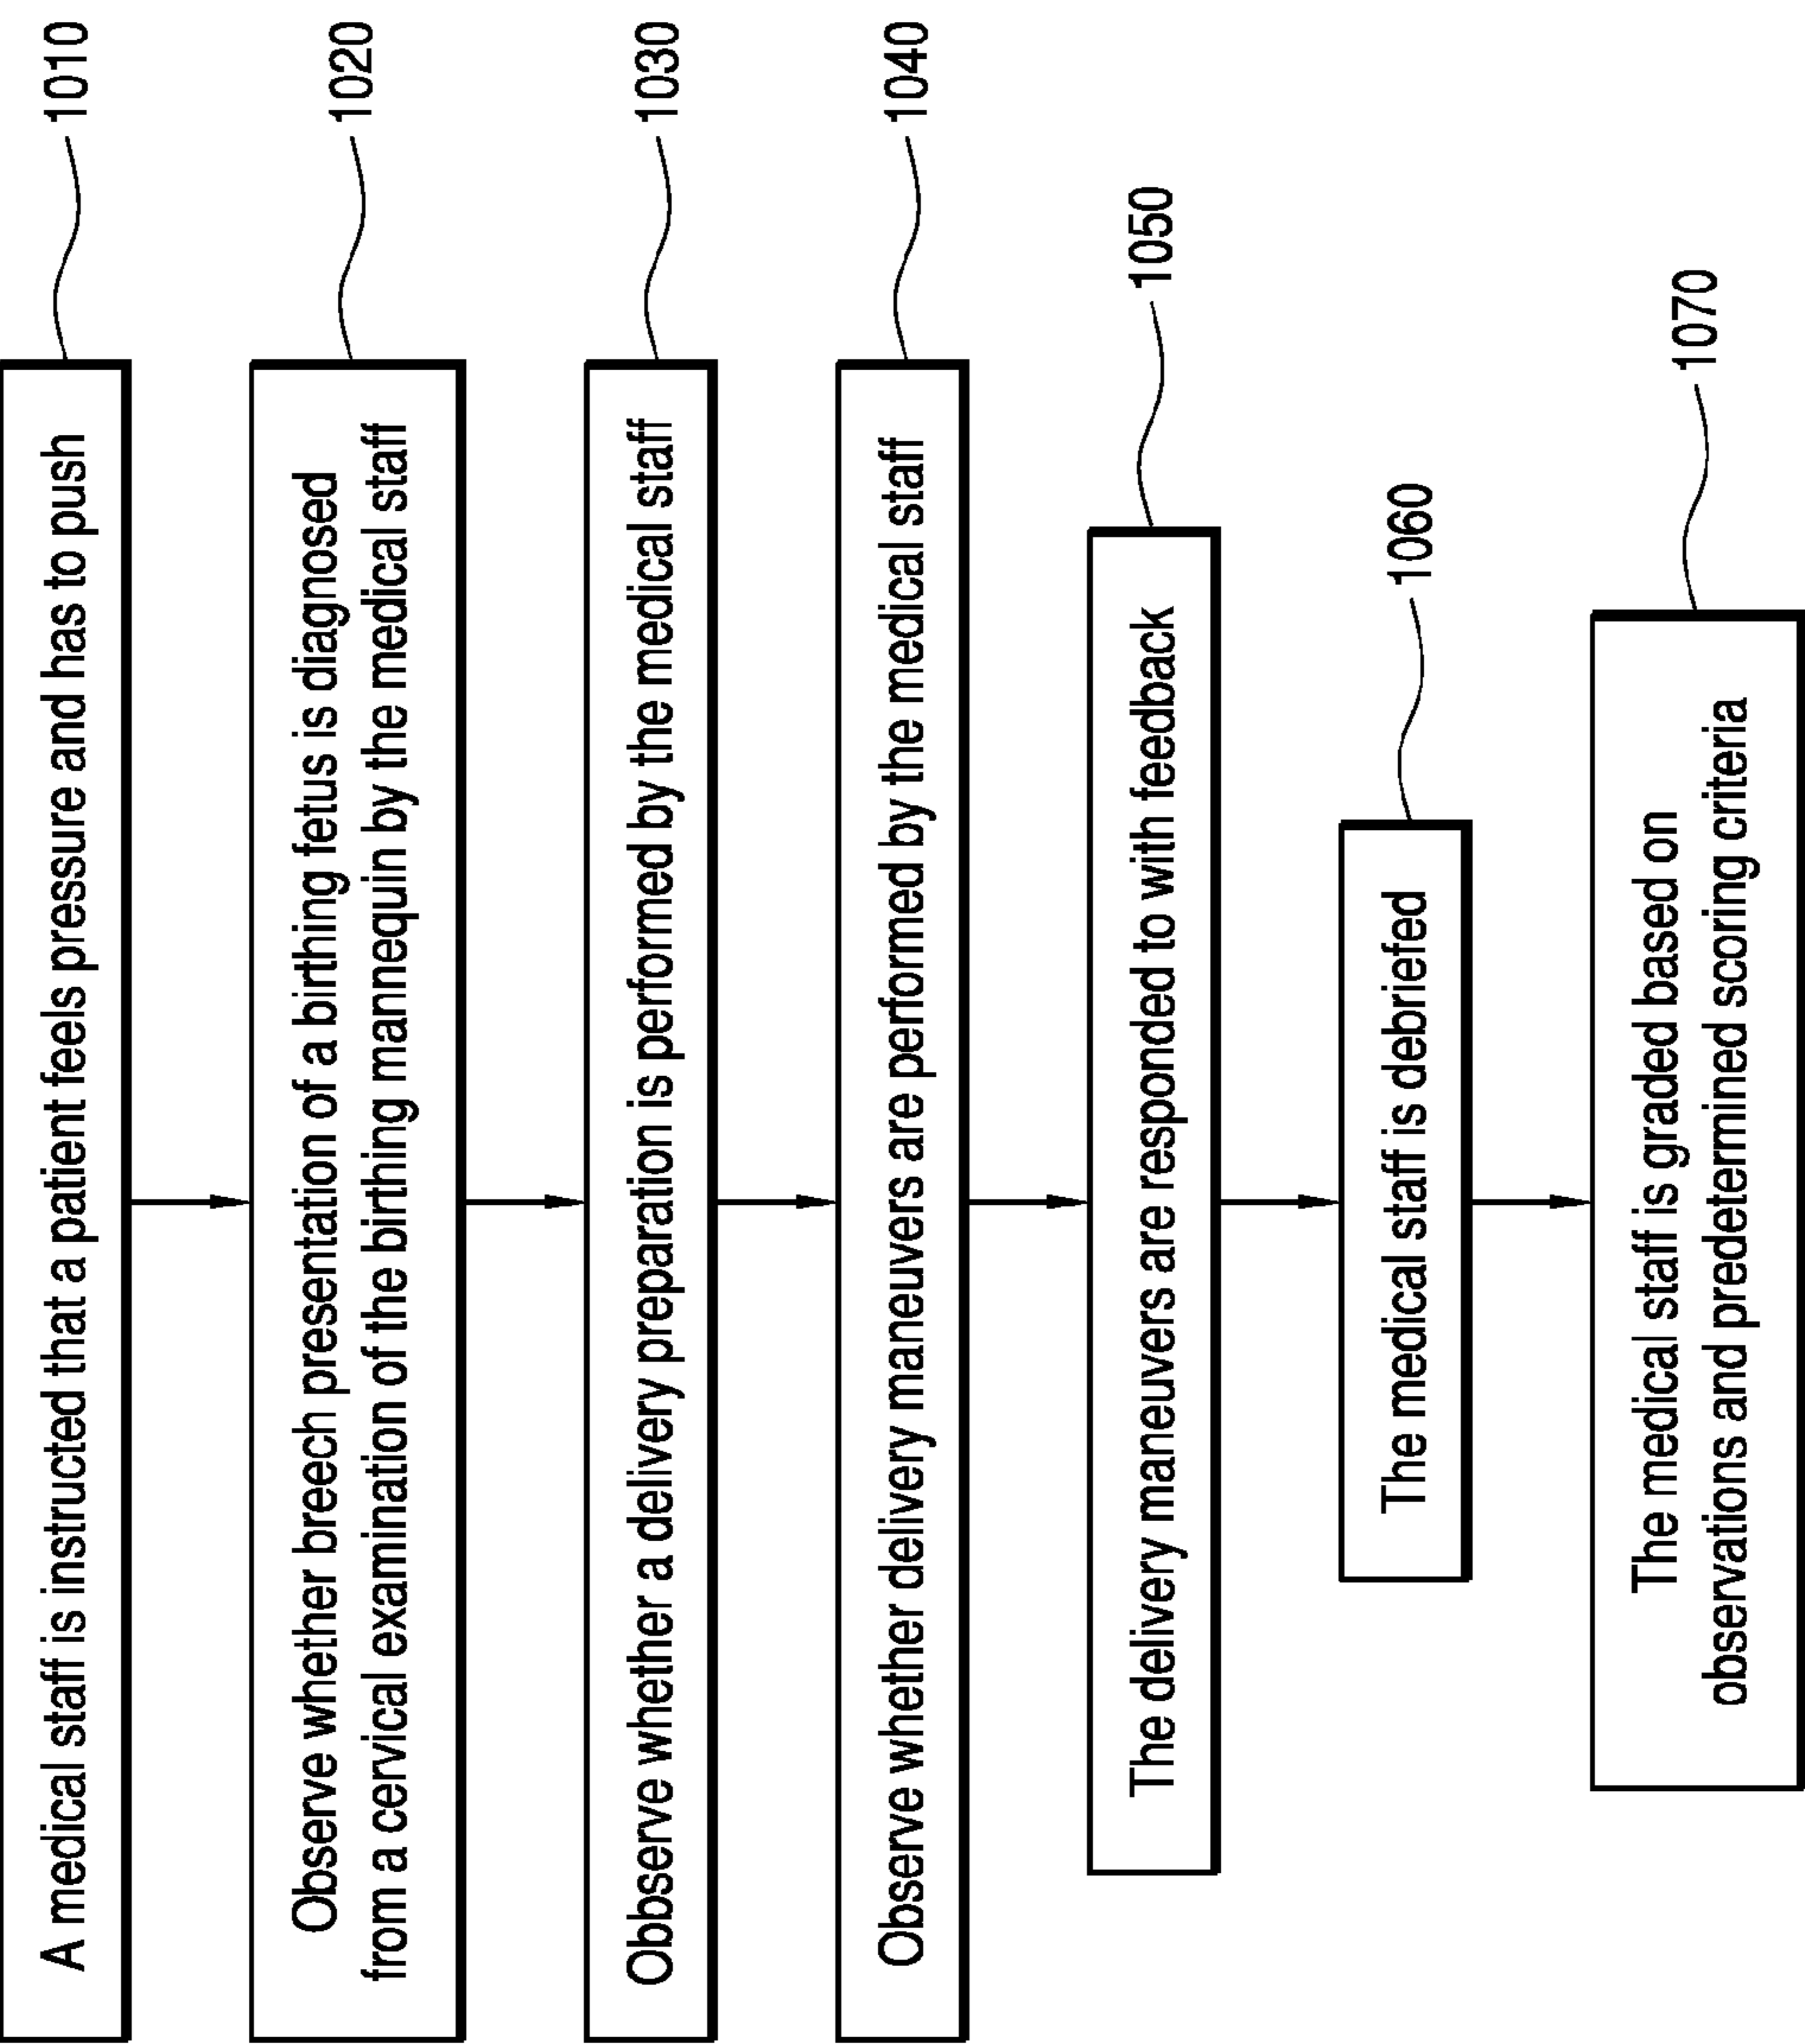 A medical staff is instructed that a patient feels pressure and has to push
1010
Observe whether breech presentation of a birthing fetus is diagnosed
from a cervical examination of the birthing mannequin by the medical staff
1020
Obbserve whether a delivery preparation is performed by the medical staff
1030
Observe whether delivery maneuvers are performed by the medical staff
1040
The delivery maneuvers are responded to with feedback
1050
The medical staff is debriefed
1060
The medical staff is graded based on
observations and predetermined scoring criteria
1070